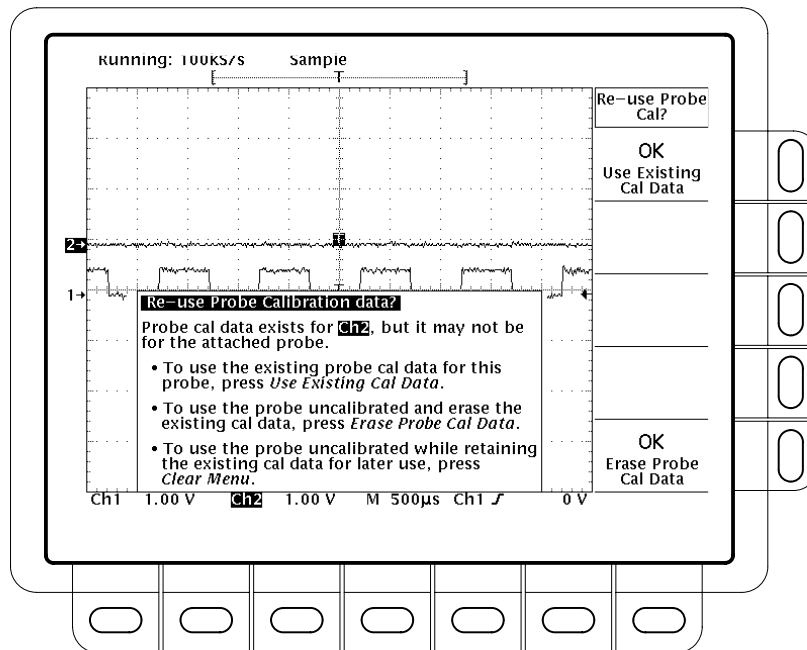 Running: 100kS/s Sample
[ T ]
Re-use Probe
Cal?
OK
Use Existing
Cal Data
T
2→
1→
Re-use Probe Calibration data?
Probe cal data exists for Ch2, but it may not be
for the attached probe.
• To use the existing probe cal data for this
probe, press Use Existing Cal Data.
• To use the probe uncalibrated and erase the
existing cal data, press Erase Probe Cal Data.
• To use the probe uncalibrated while retaining
the existing cal data for later use, press
Clear Menu.
OK
Erase Probe
Cal Data
Ch1 1.00 V Ch2 1.00 V M 500µs Ch1 0 V